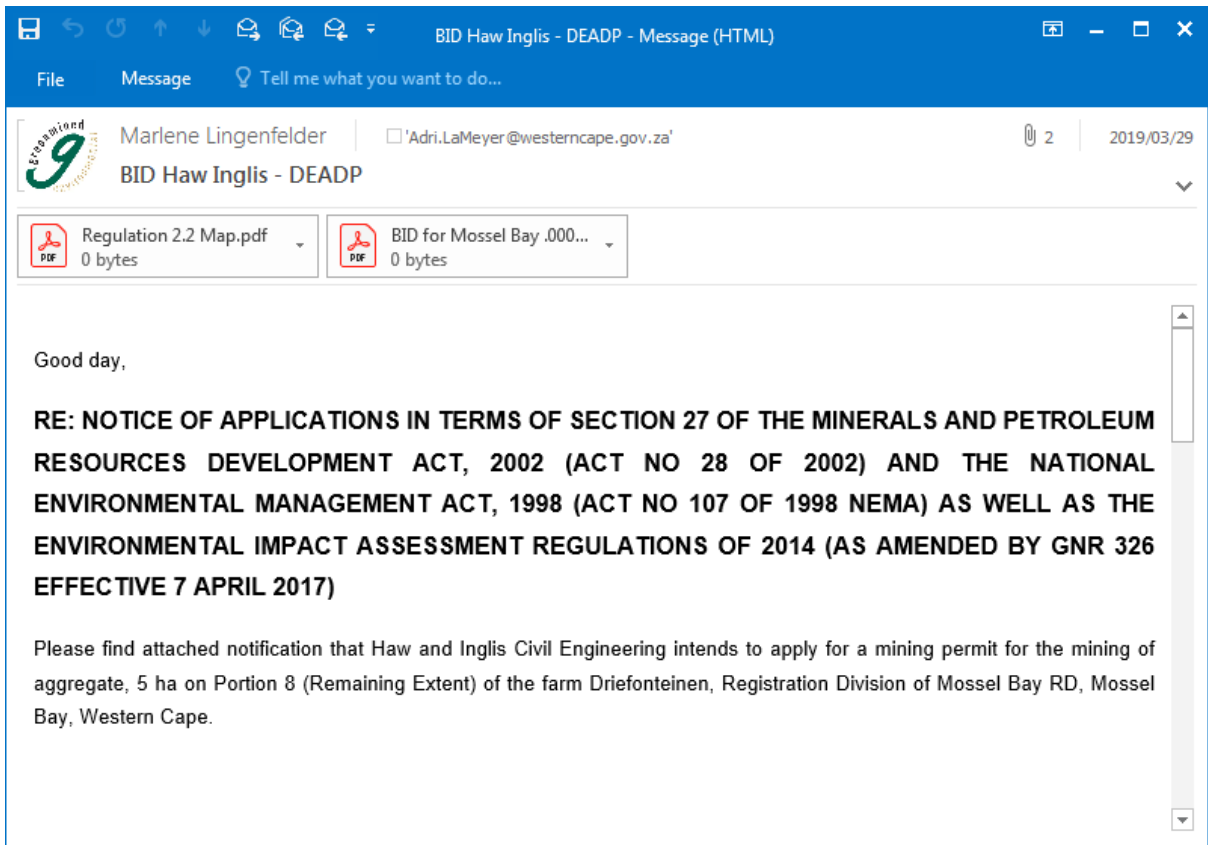 BID Haw Inglis - DEADP - Message (HTML)
File Message Tell me what you want to do...
Marlene Lingenfelder 'Adri.LaMeyer@westerncape.gov.za' 2 2019/03/29
BID Haw Inglis - DEADP
Regulation 2.2 Map.pdf
0 bytes
BID for Mossel Bay .000...
0 bytes
Good day,
RE: NOTICE OF APPLICATIONS IN TERMS OF SECTION 27 OF THE MINERALS AND PETROLEUM
RESOURCES DEVELOPMENT ACT, 2002 (ACT NO 28 OF 2002) AND THE NATIONAL
ENVIRONMENTAL MANAGEMENT ACT, 1998 (ACT NO 107 OF 1998 NEMA) AS WELL AS THE
ENVIRONMENTAL IMPACT ASSESSMENT REGULATIONS OF 2014 (AS AMENDED BY GNR 326
EFFECTIVE 7 APRIL 2017)
Please find attached notification that Haw and Inglis Civil Engineering intends to apply for a mining permit for the mining of
aggregate, 5 ha on Portion 8 (Remaining Extent) of the farm Driefonteinen, Registration Division of Mossel Bay RD, Mossel
Bay, Western Cape.